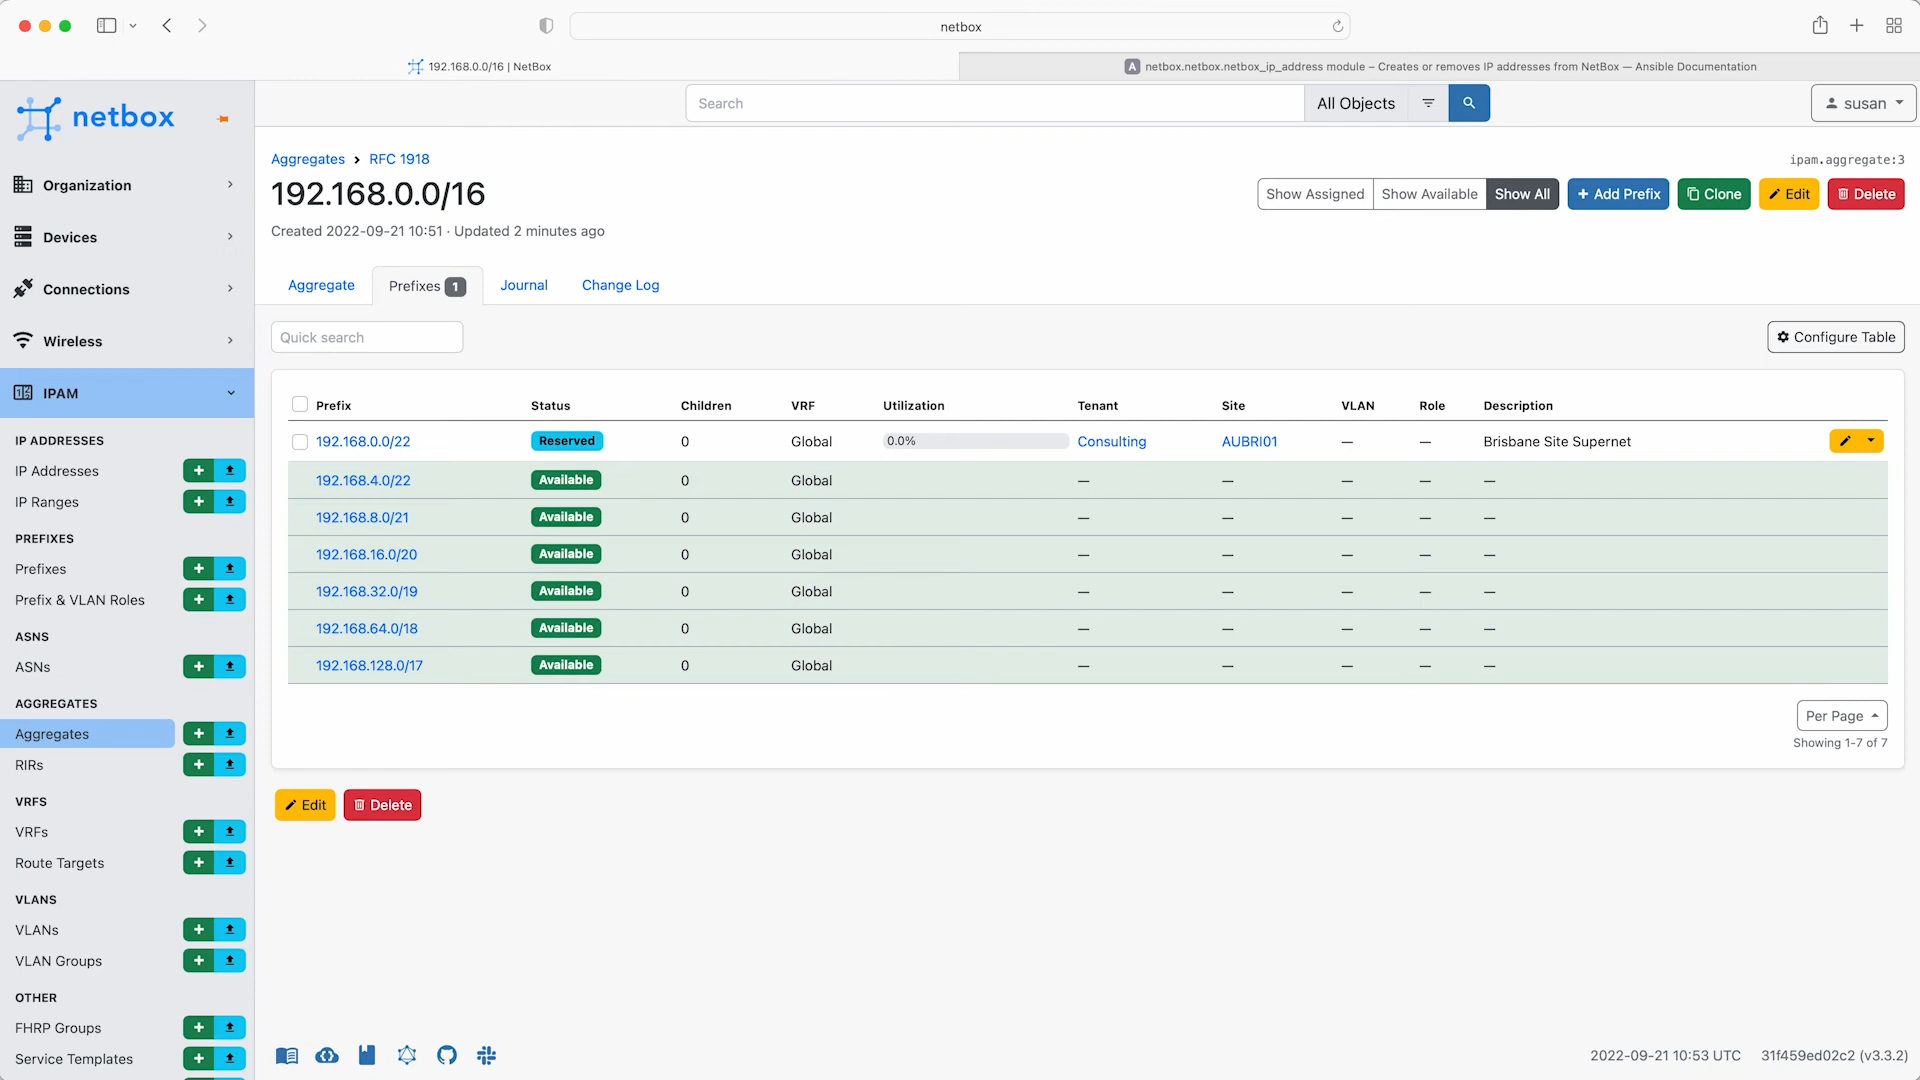 netbox
192.168.0.0/16 | NetBox
A netbox.netbox.netbox_ip_address module – Creates or removes IP addresses from NetBox — Ansible Documentation
netbox
Search
All Objects
susan
Aggregates > RFC 1918
ipam.aggregate:3
192.168.0.0/16
Show Assigned Show Available Show All + Add Prefix Clone Edit Delete
Created 2022-09-21 10:51 · Updated 2 minutes ago
Aggregate Prefixes 1 Journal Change Log
Quick search
Configure Table
Prefix Status Children VRF Utilization Tenant Site VLAN Role Description
192.168.0.0/22 Reserved 0 Global 0.0% Consulting AUBRI01 — — Brisbane Site Supernet
192.168.4.0/22 Available 0 Global — — — — —
192.168.8.0/21 Available 0 Global — — — — —
192.168.16.0/20 Available 0 Global — — — — —
192.168.32.0/19 Available 0 Global — — — — —
192.168.64.0/18 Available 0 Global — — — — —
192.168.128.0/17 Available 0 Global — — — — —
Per Page
Showing 1-7 of 7
Edit Delete
Organization
Devices
Connections
Wireless
IPAM
IP ADDRESSES
IP Addresses
IP Ranges
PREFIXES
Prefixes
Prefix & VLAN Roles
ASNS
ASNs
AGGREGATES
Aggregates
RIRs
VRFS
VRFs
Route Targets
VLANS
VLANs
VLAN Groups
OTHER
FHRP Groups
Service Templates
2022-09-21 10:53 UTC 31f459ed02c2 (v3.3.2)